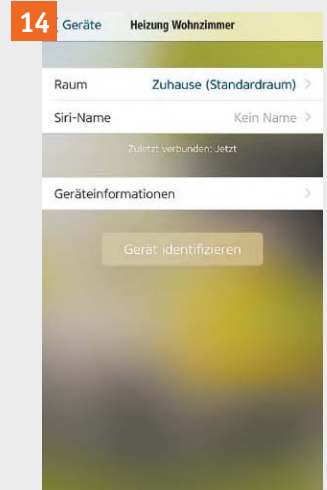 14
Geräte Heizung Wohnzimmer
Raum Zuhause (Standardraum)
Siri-Name Kein Name
Zuletzt verbunden: Jetzt
Geräteinformationen
Gerät identifizieren